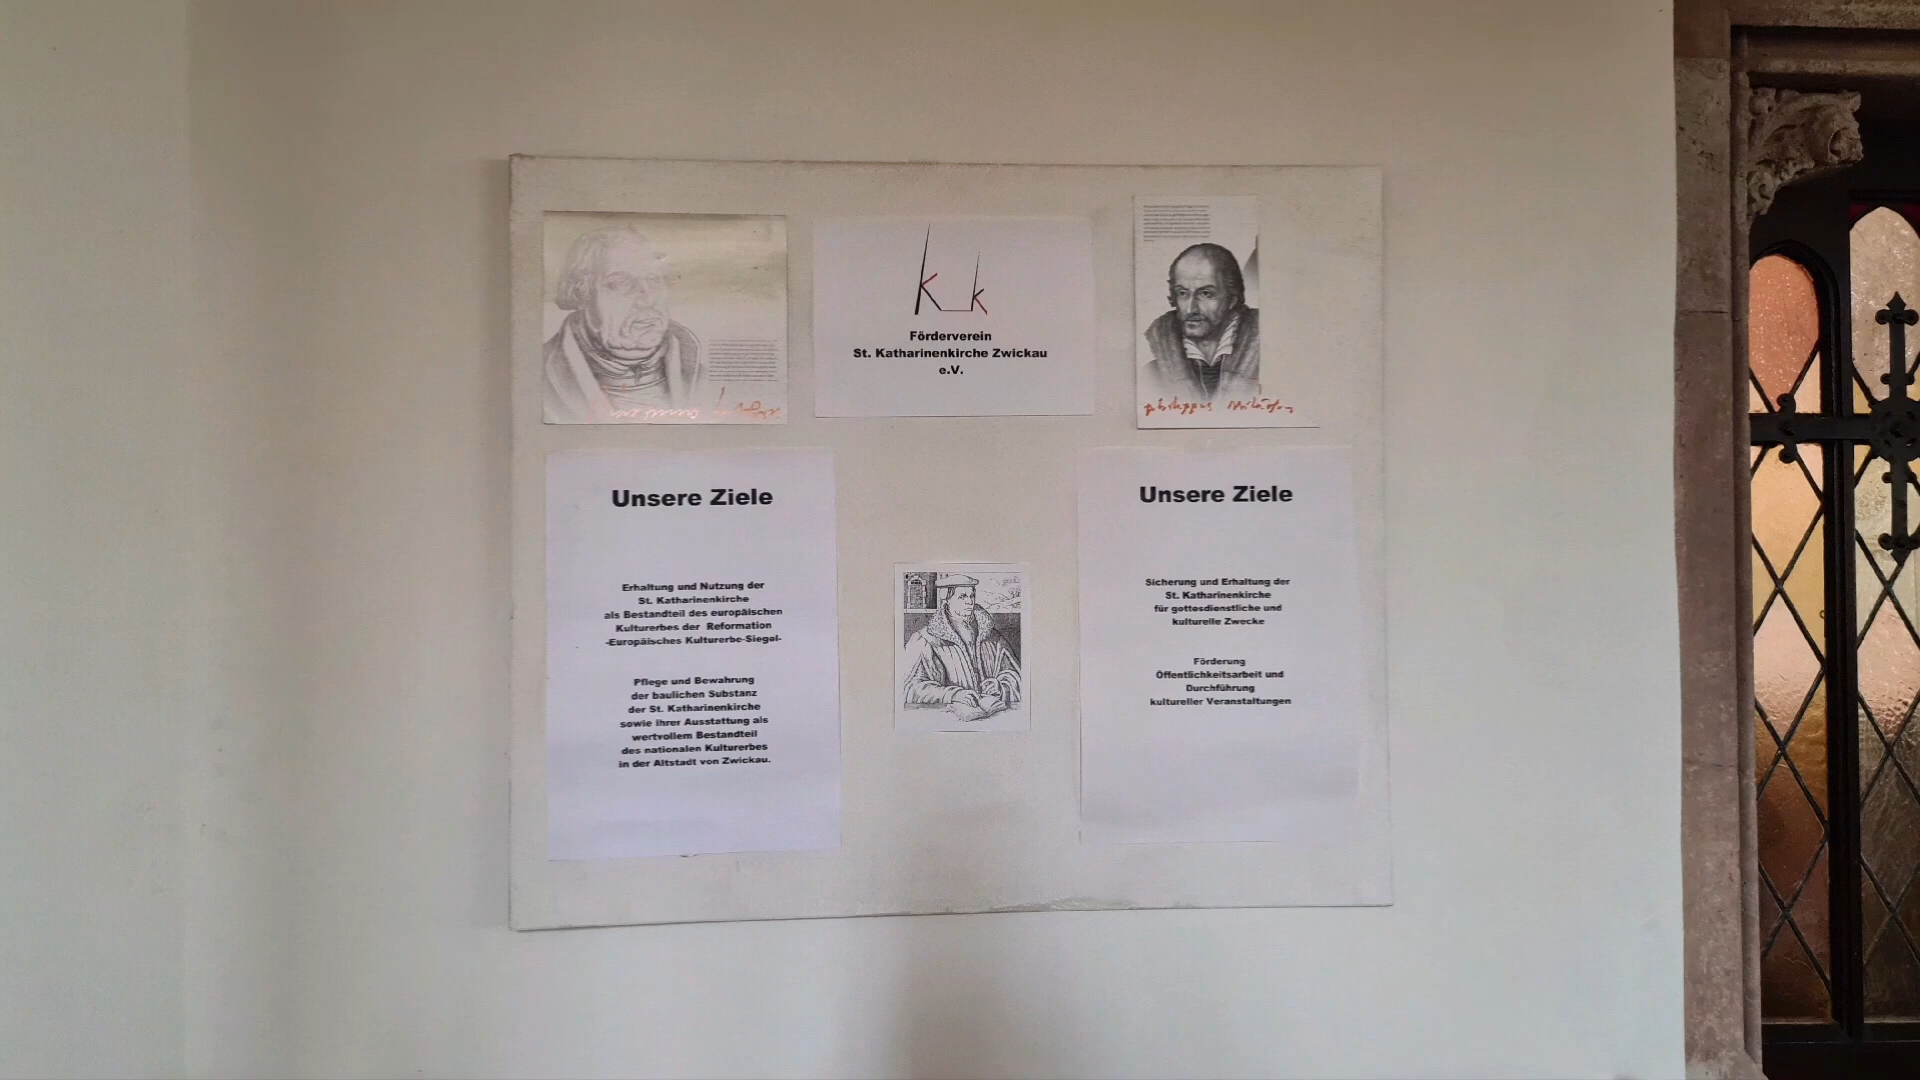 k k
Förderverein
St. Katharinenkirche Zwickau
e.V.
philippus
Unsere Ziele
Erhaltung und Nutzung der
St. Katharinenkirche
als Bestandteil des europäischen
Kulturerbes der Reformation
-Europäisches Kulturerbe-Siegel-
Pflege und Bewahrung
der baulichen Substanz
der St. Katharinenkirche
sowie ihrer Ausstattung als
wertvollem Bestandteil
des nationalen Kulturerbes
in der Altstadt von Zwickau.
Unsere Ziele
Sicherung und Erhaltung der
St. Katharinenkirche
für gottesdienstliche und
kulturelle Zwecke
Förderung
Öffentlichkeitsarbeit und
Durchführung
kultureller Veranstaltungen